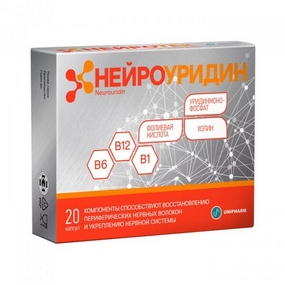 НЕЙРОУРИДИН
Neurouridin
УРИДИНМОНО-
ФОСФАТ
ФОЛИЕВАЯ
КИСЛОТА
ХОЛИН
B12
B6
B1
20
капсул
КОМПОНЕНТЫ СПОСОБСТВУЮТ ВОССТАНОВЛЕНИЮ
ПЕРИФЕРИЧЕСКИХ НЕРВНЫХ ВОЛОКОН
И УКРЕПЛЕНИЮ НЕРВНОЙ СИСТЕМЫ
UNIPHARM